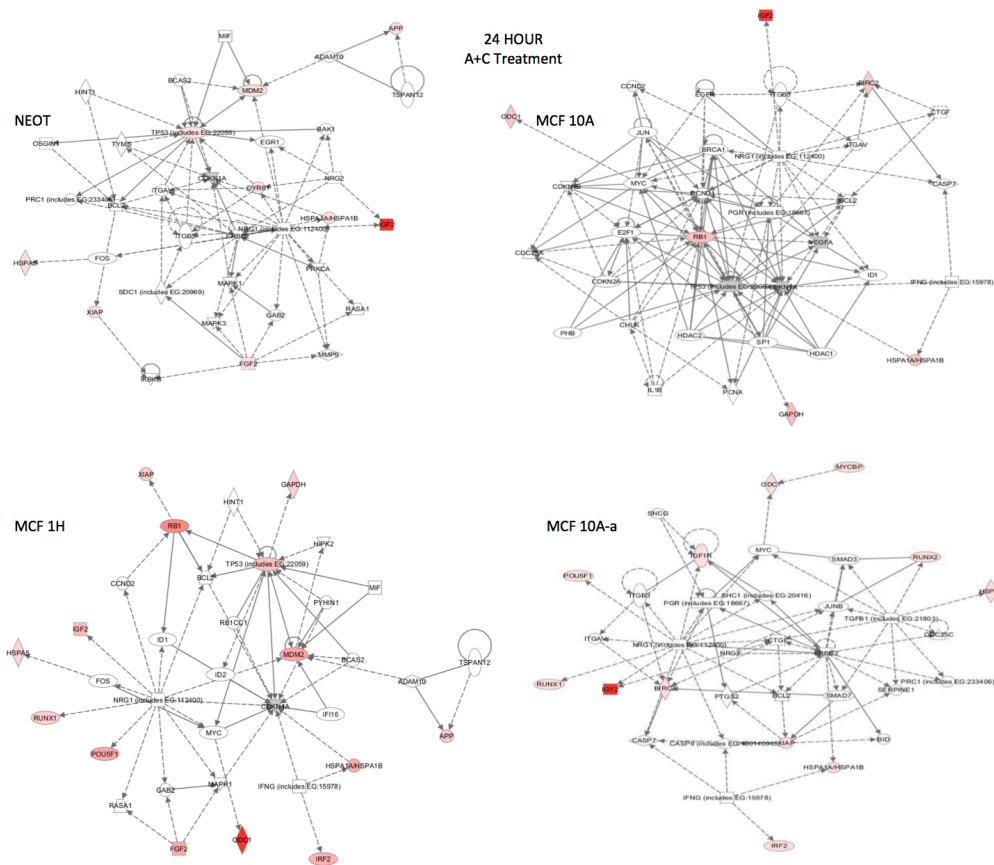 24 HOUR
A+C Treatment
NEOT
MIF
APP
ADAM10
BCAS2
TSPAN12
HINT1
MDM2
TP53 (includes EG:22059)
BAK1
OSGIN1
TYMS
EGR1
CDKN1A
NRG2
ITGAV
CYR61
PRC1 (includes EG:233406)
BCL2
HSPA1A/HSPA1B
NRG1 (includes EG:112400)
IGF2
ITGB3
ERBB2
HSPA5
FOS
PRKCA
MAPK1
SDC1 (includes EG:20969)
XIAP
RASA1
GAB2
MAPK3
MMP9
FGF2
IKBKB
MCF 10A
IGF2
CCND2
EGFR
ITGB3
BIRC2
ODC1
CTGF
JUN
ITGAV
BRCA1
NRG1 (includes EG:112400)
CDKN1B
MYC
CASP7
CCND1
BCL2
PGR (includes EG:18667)
E2F1
RB1
VEGFA
CDC25A
ID1
CDKN2A
IFNG (includes EG:15978)
CDKN1A
CHUK
PHB
HDAC2
SP1
HDAC1
HSPA1A/HSPA1B
IL1B
PCNA
GAPDH
MCF 1H
XIAP
GAPDH
HINT1
RB1
HIPK2
TP53 (includes EG:22059)
BCL2
CCND2
MIF
PYHIN1
RB1CC1
IGF2
ID1
MDM2
HSPA5
BCAS2
TSPAN12
FOS
ID2
ADAM10
NRG1 (includes EG:112400)
CDKN1A
RUNX1
IFI16
MYC
APP
POU5F1
HSPA1A/HSPA1B
MAPK1
IFNG (includes EG:15978)
GAB2
RASA1
ODC1
FGF2
IRF2
MCF 10A-a
MYCBP
ODC1
SNCG
IGF1R
MYC
SMAD3
RUNX2
POU5F1
ITGB3
SHC1 (includes EG:20416)
HSP
PGR (includes EG:18667)
JUNB
TGFB1 (includes EG:21803)
ITGAV
CTGF
CDC25C
NRG1 (includes EG:112400)
NRG2
ERBB2
RUNX1
IGF2
PRC1 (includes EG:233406)
PTGS2
BCL2
SMAD7
SERPINE1
CASP7
XIAP
BID
HSPA1A/HSPA1B
IFNG (includes EG:15978)
IRF2